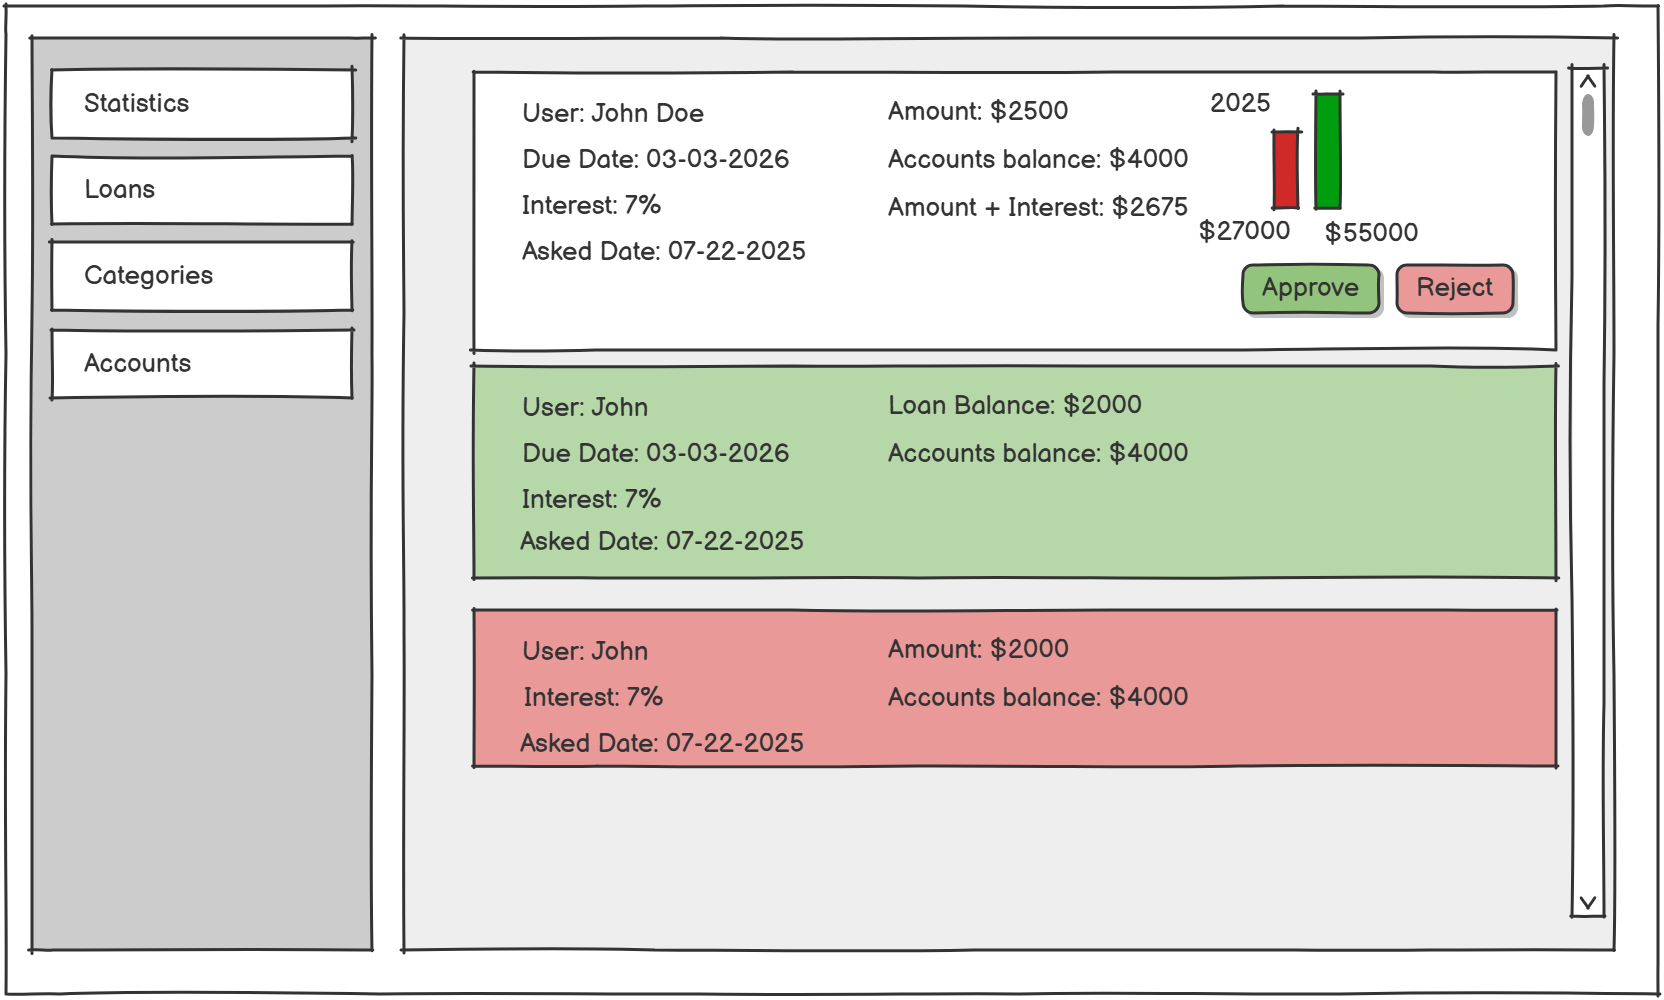 Statistics
Loans
Categories
Accounts
User: John Doe
Due Date: 03-03-2026
Interest: 7%
Asked Date: 07-22-2025
Amount: $2500
Accounts balance: $4000
Amount + Interest: $2675
2025
$27000
$55000
Approve
Reject
User: John
Due Date: 03-03-2026
Interest: 7%
Asked Date: 07-22-2025
Loan Balance: $2000
Accounts balance: $4000
User: John
Interest: 7%
Asked Date: 07-22-2025
Amount: $2000
Accounts balance: $4000